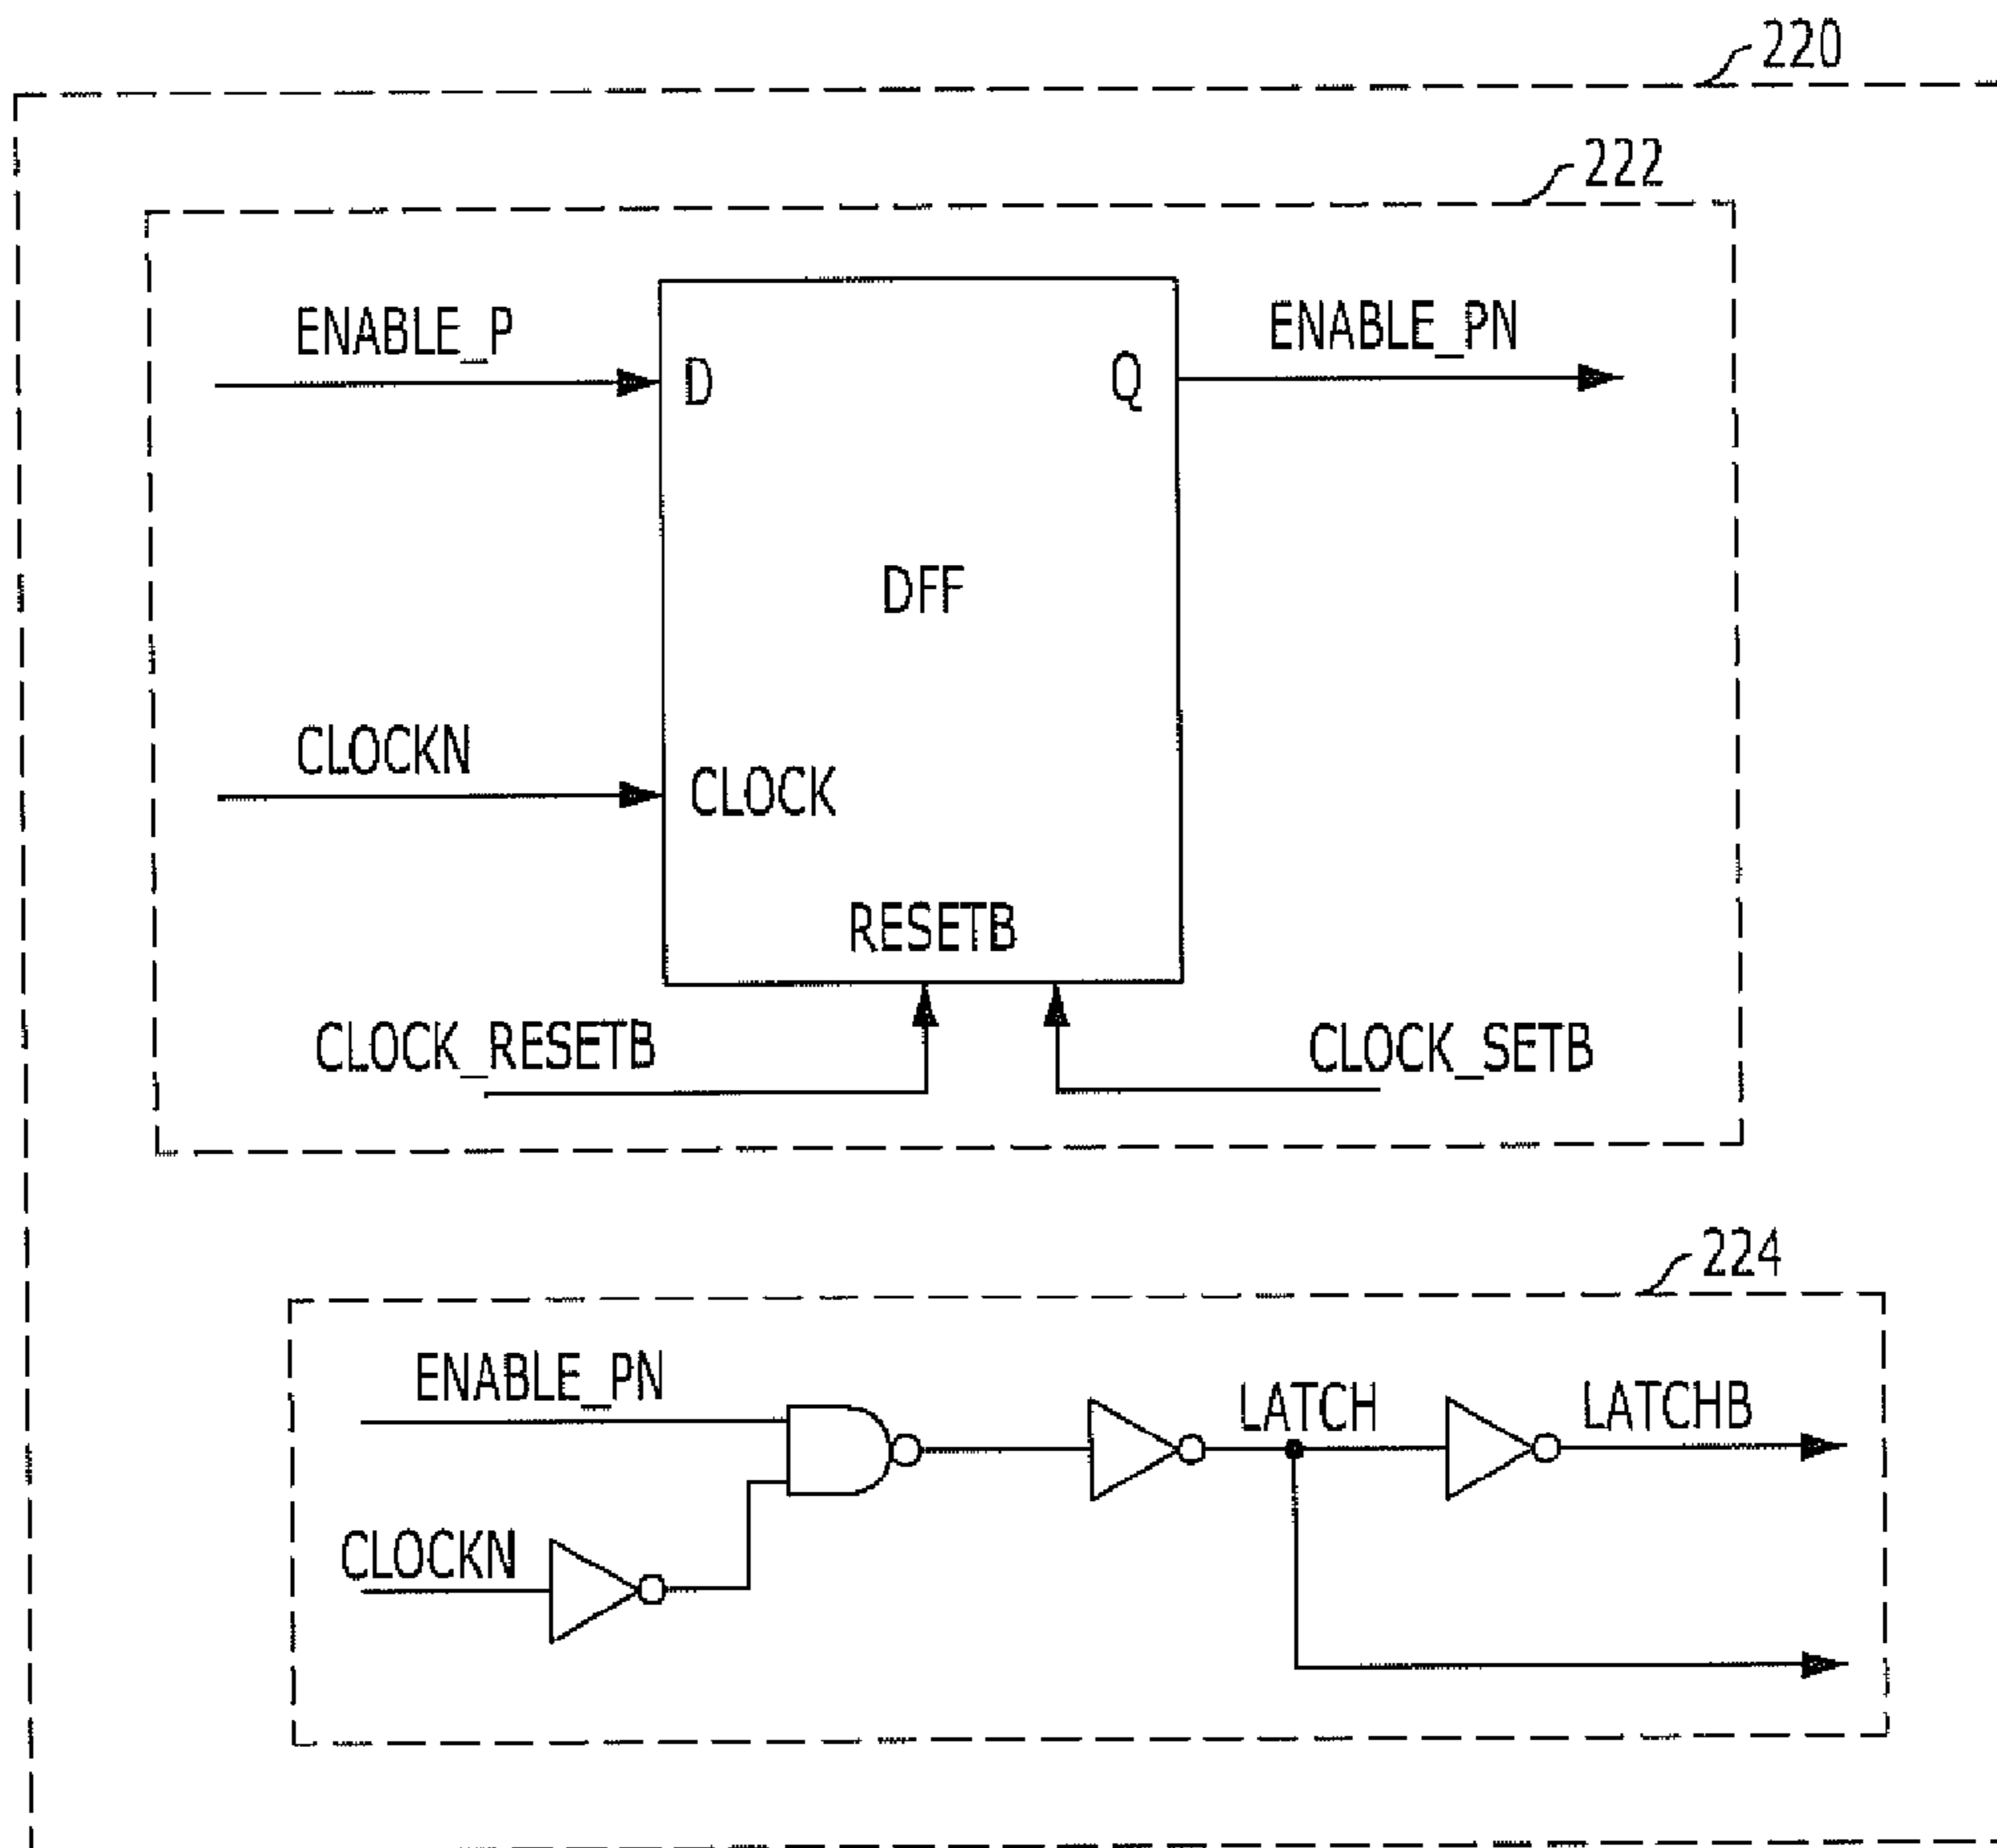 220
222
ENABLE_P
ENABLE_PN
D
Q
DFF
CLOCKN
CLOCK
RESETB
CLOCK_RESETB
CLOCK_SETB
224
ENABLE_PN
LATCH
LATCHB
CLOCKN